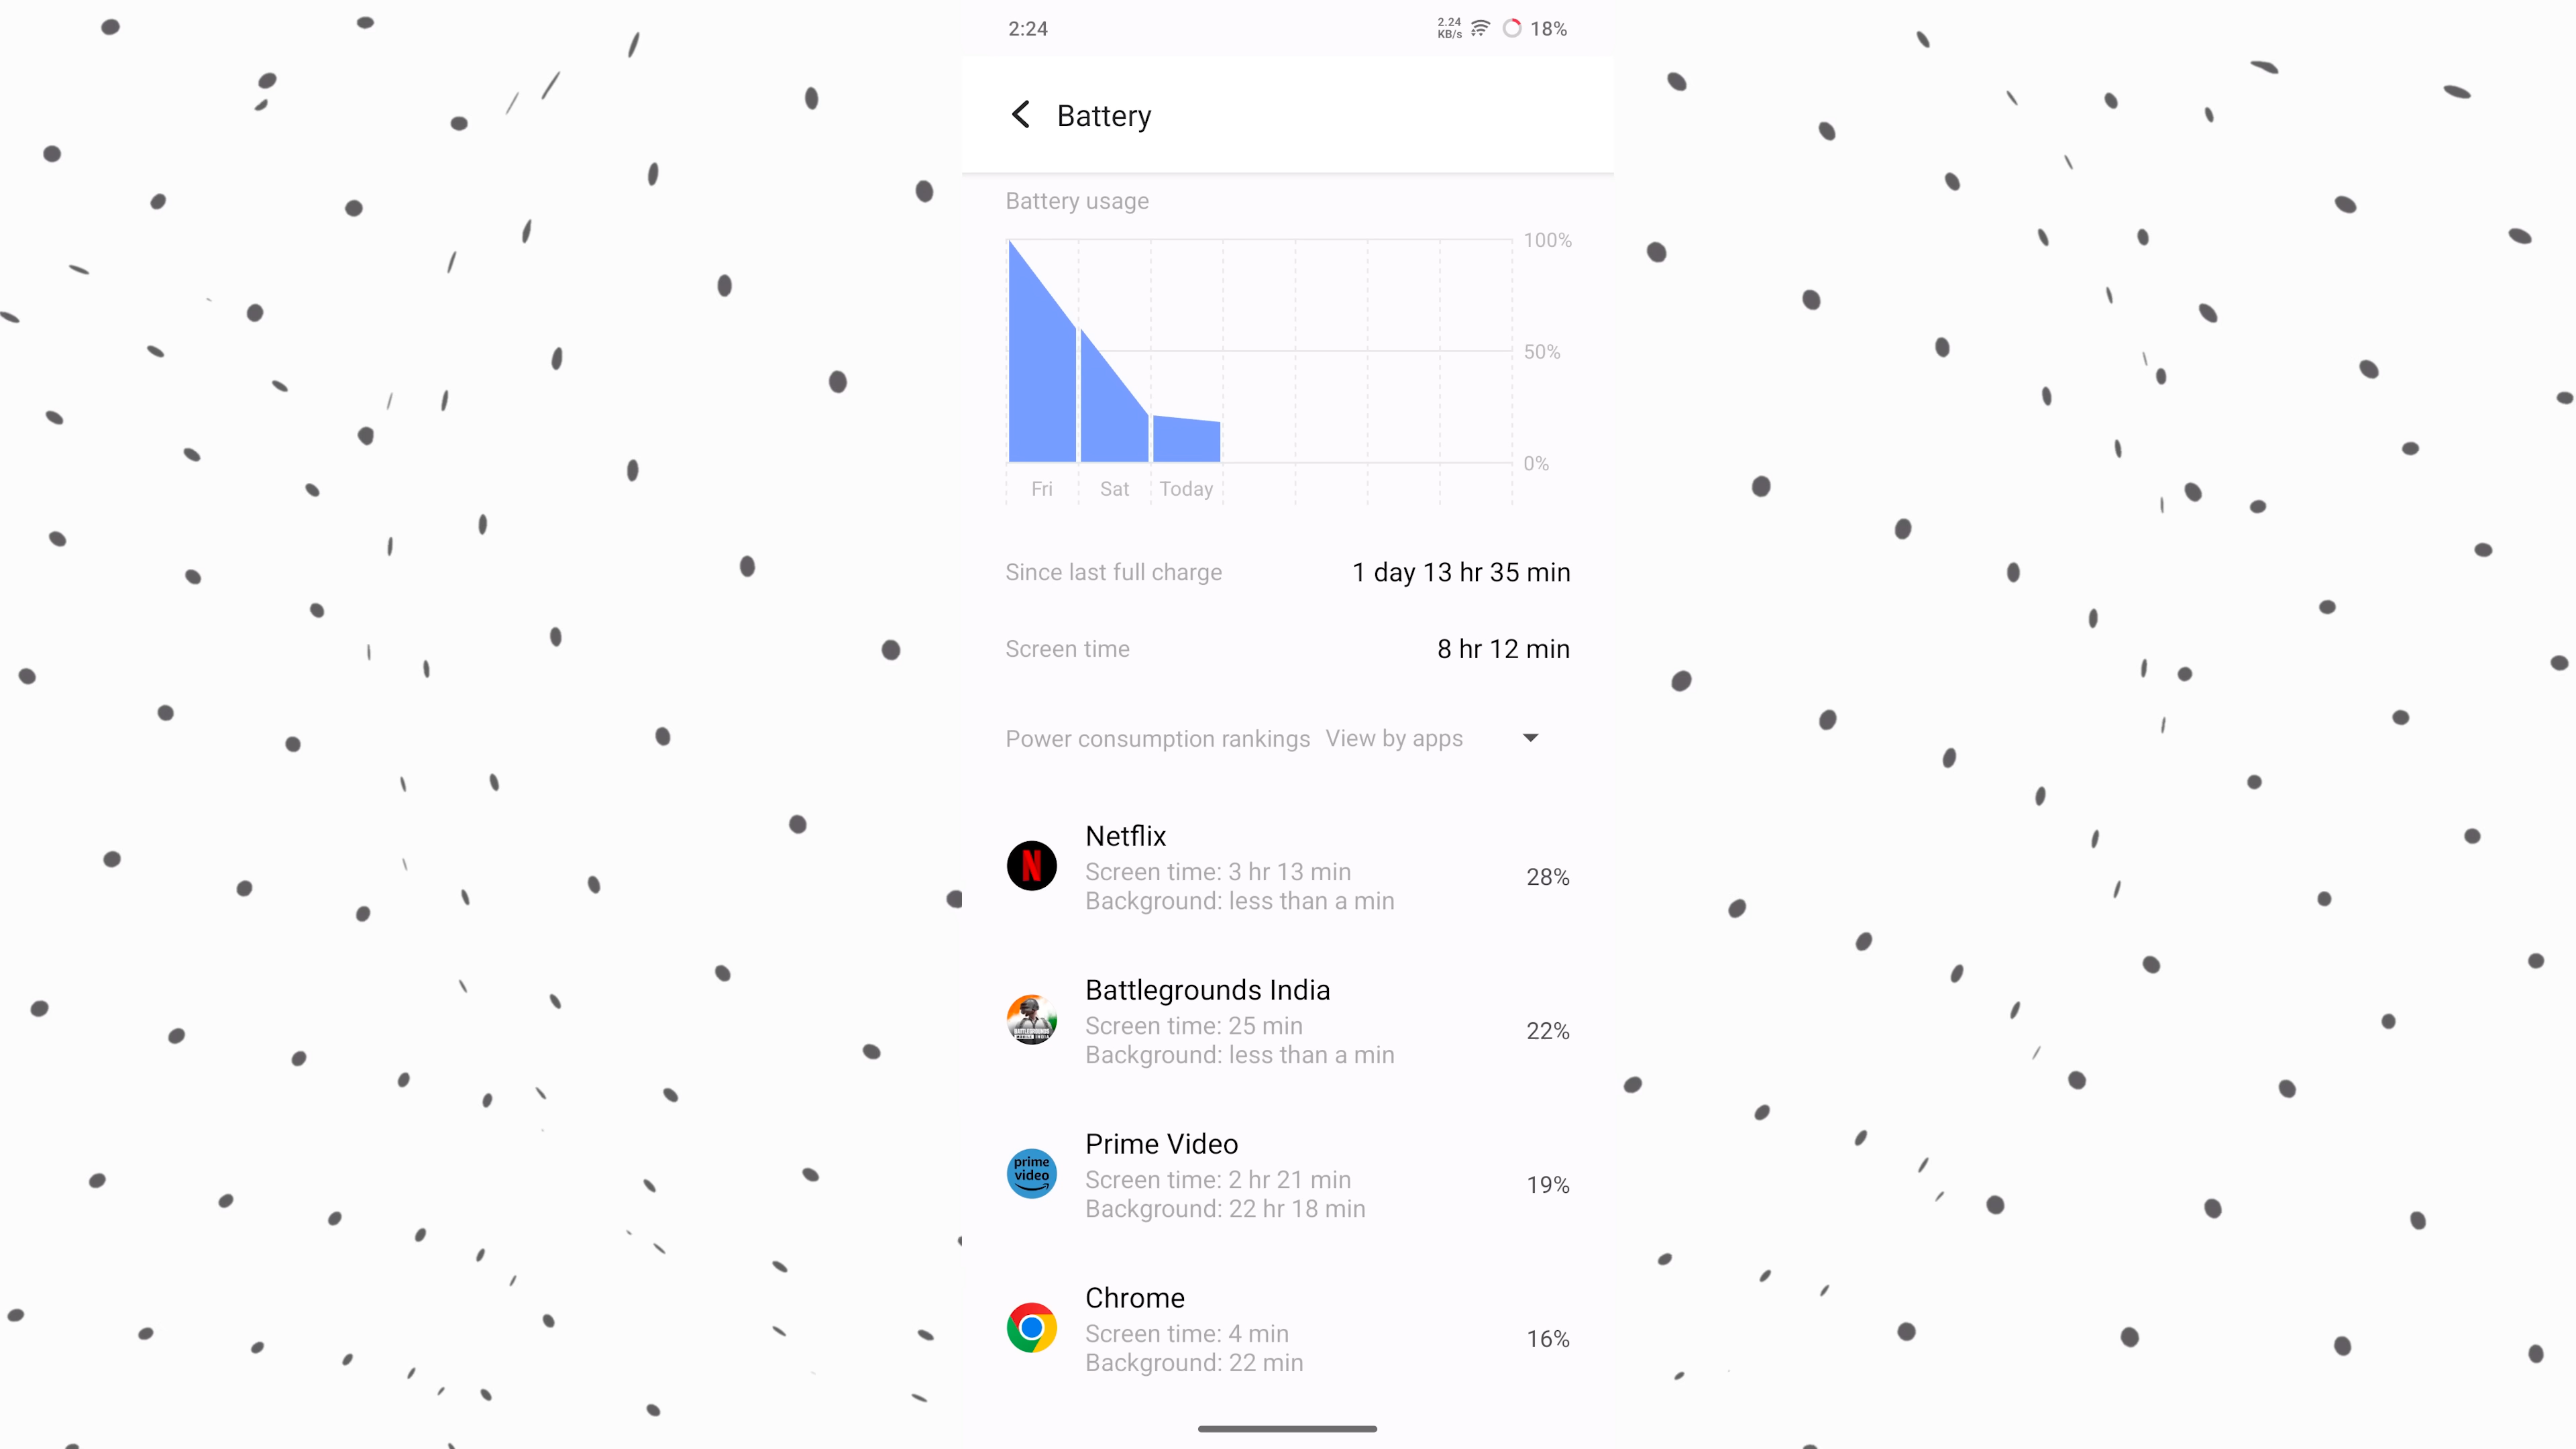 2:24
2.24 KB/s
18%
Battery
Battery usage
100%
50%
0%
Fri Sat Today
Since last full charge 1 day 13 hr 35 min
Screen time 8 hr 12 min
Power consumption rankings View by apps
Netflix
Screen time: 3 hr 13 min
Background: less than a min
28%
Battlegrounds India
Screen time: 25 min
Background: less than a min
22%
prime
video
Prime Video
Screen time: 2 hr 21 min
Background: 22 hr 18 min
19%
Chrome
Screen time: 4 min
Background: 22 min
16%